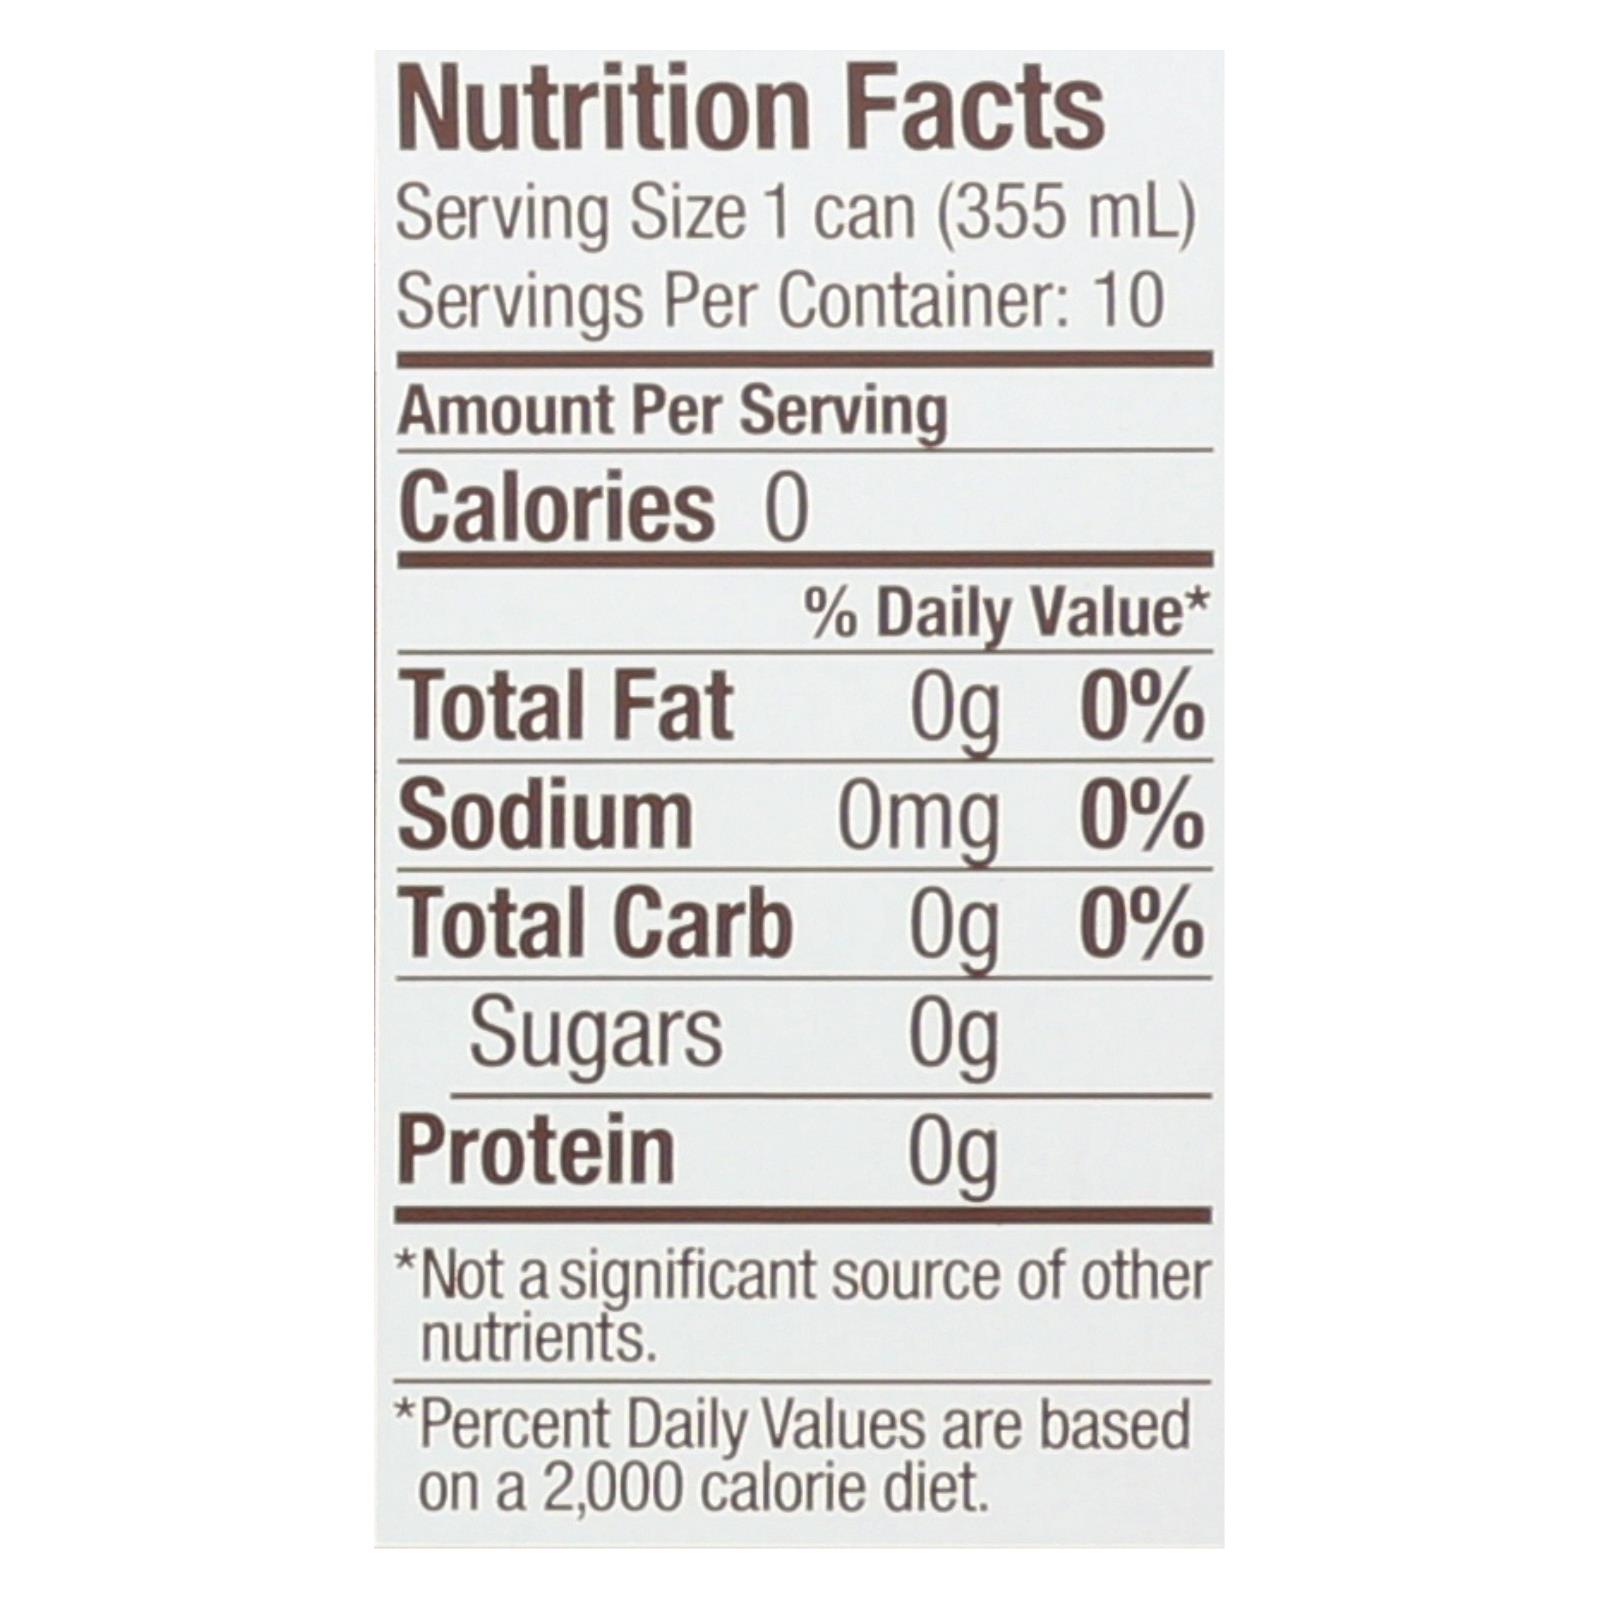 Nutrition Facts
Serving Size 1 can (355 mL)
Servings Per Container: 10
Amount Per Serving
Calories 0
% Daily Value*
Total Fat 0g 0%
Sodium 0mg 0%
Total Carb 0g 0%
Sugars 0g
Protein 0g
*Not a significant source of other
nutrients.
*Percent Daily Values are based
on a 2,000 calorie diet.